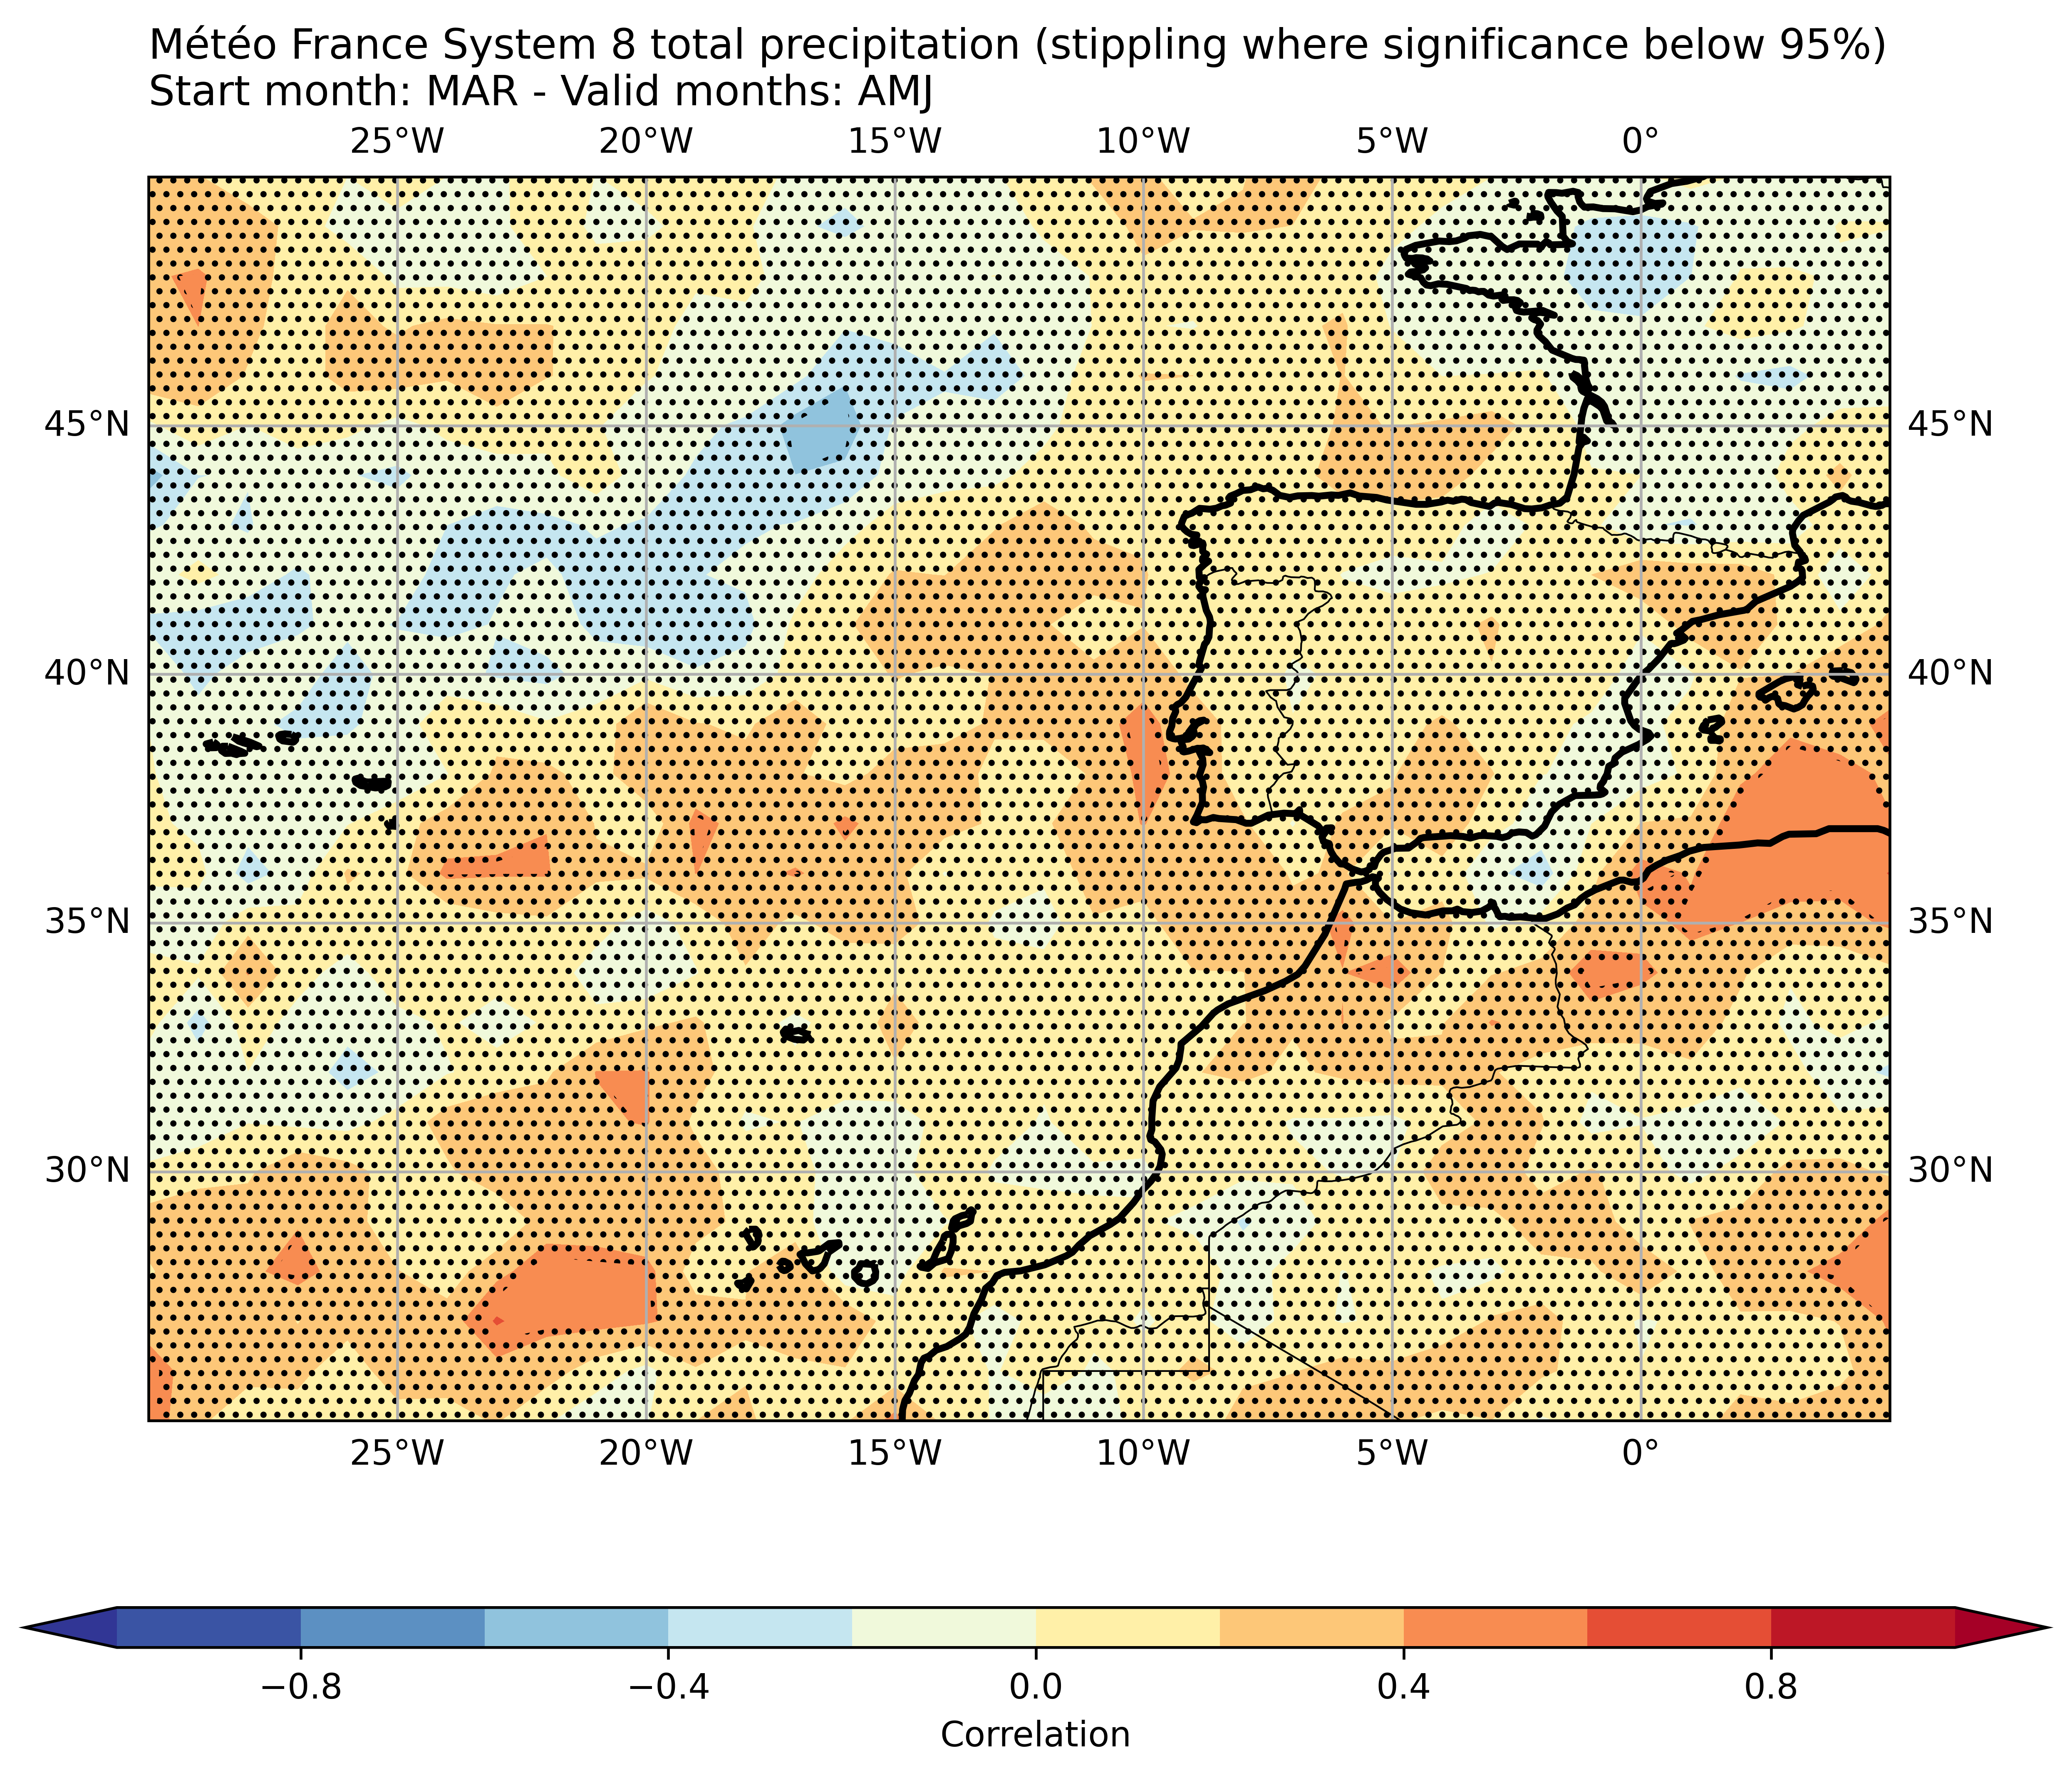 Météo France System 8 total precipitation (stippling where significance below 95%)
Start month: MAR - Valid months: AMJ
25°W 20°W 15°W 10°W 5°W 0°
45°N 45°N
40°N 40°N
35°N 35°N
30°N 30°N
25°W 20°W 15°W 10°W 5°W 0°
−0.8 −0.4 0.0 0.4 0.8
Correlation